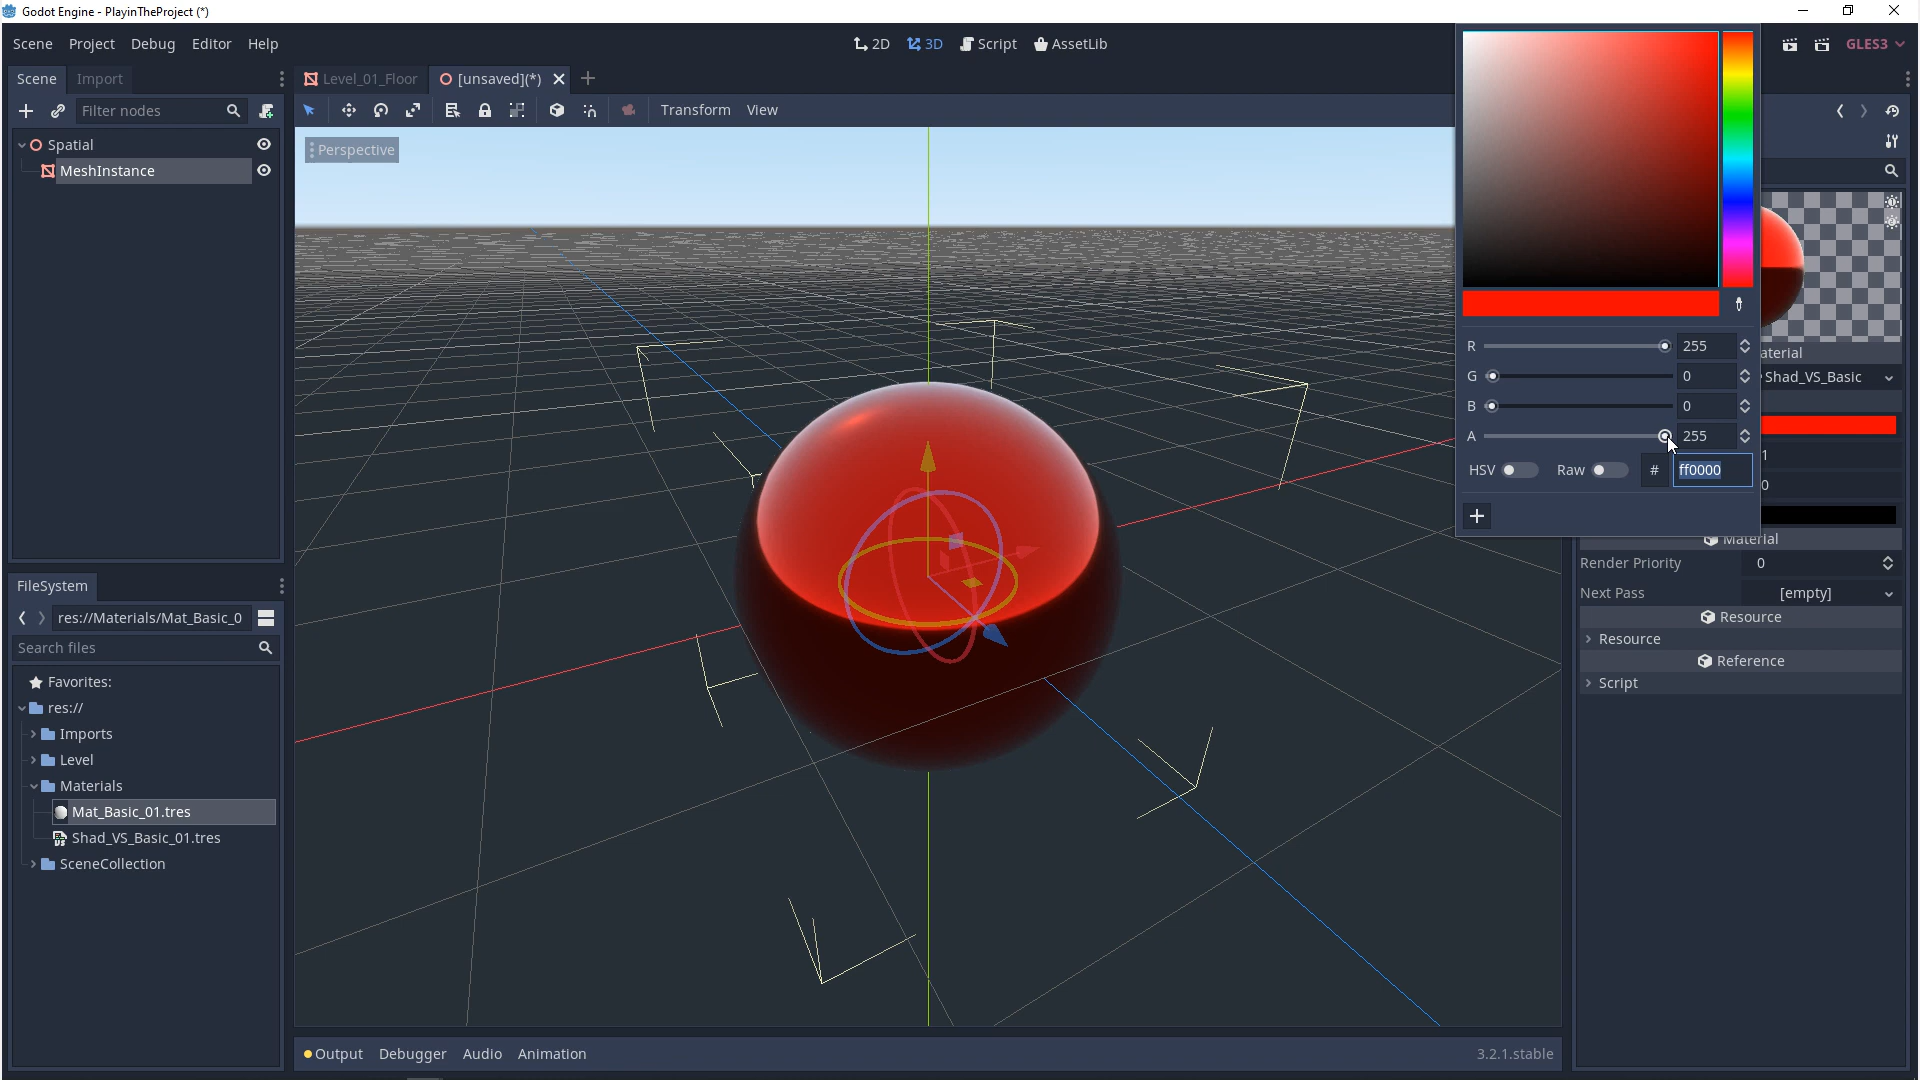 Godot Engine - PlayinTheProject (*)
Scene Project Debug Editor Help
2D 3D Script AssetLib
GLES3
Scene Import
Level_01_Floor [unsaved](*)
Filter nodes
Transform View
Perspective
Spatial
MeshInstance
R 255
G 0
B 0
A 255
HSV Raw # ff0000
aterial
Shad_VS_Basic
1
0
Material
Render Priority 0
Next Pass [empty]
Resource
Resource
Reference
Script
FileSystem
res://Materials/Mat_Basic_0
Search files
Favorites:
res://
Imports
Level
Materials
Mat_Basic_01.tres
Shad_VS_Basic_01.tres
SceneCollection
Output Debugger Audio Animation
3.2.1.stable